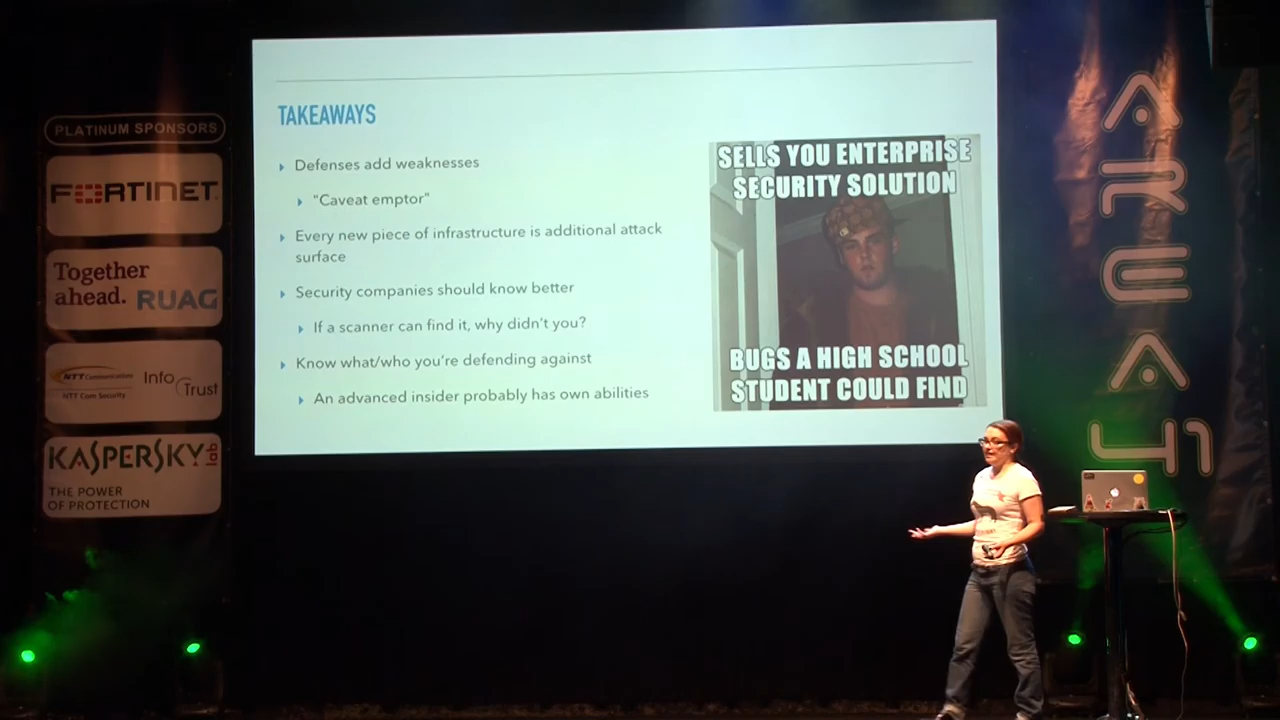 PLATINUM SPONSORS
FORTINET
Together
ahead. RUAG
NTT Communications
NTT Com Security
Info Trust
KASPERSKY lab
THE POWER
OF PROTECTION
TAKEAWAYS
Defenses add weaknesses
"Caveat emptor"
Every new piece of infrastructure is additional attack
surface
Security companies should know better
If a scanner can find it, why didn't you?
Know what/who you're defending against
An advanced insider probably has own abilities
SELLS YOU ENTERPRISE
SECURITY SOLUTION
BUGS A HIGH SCHOOL
STUDENT COULD FIND
AREA41